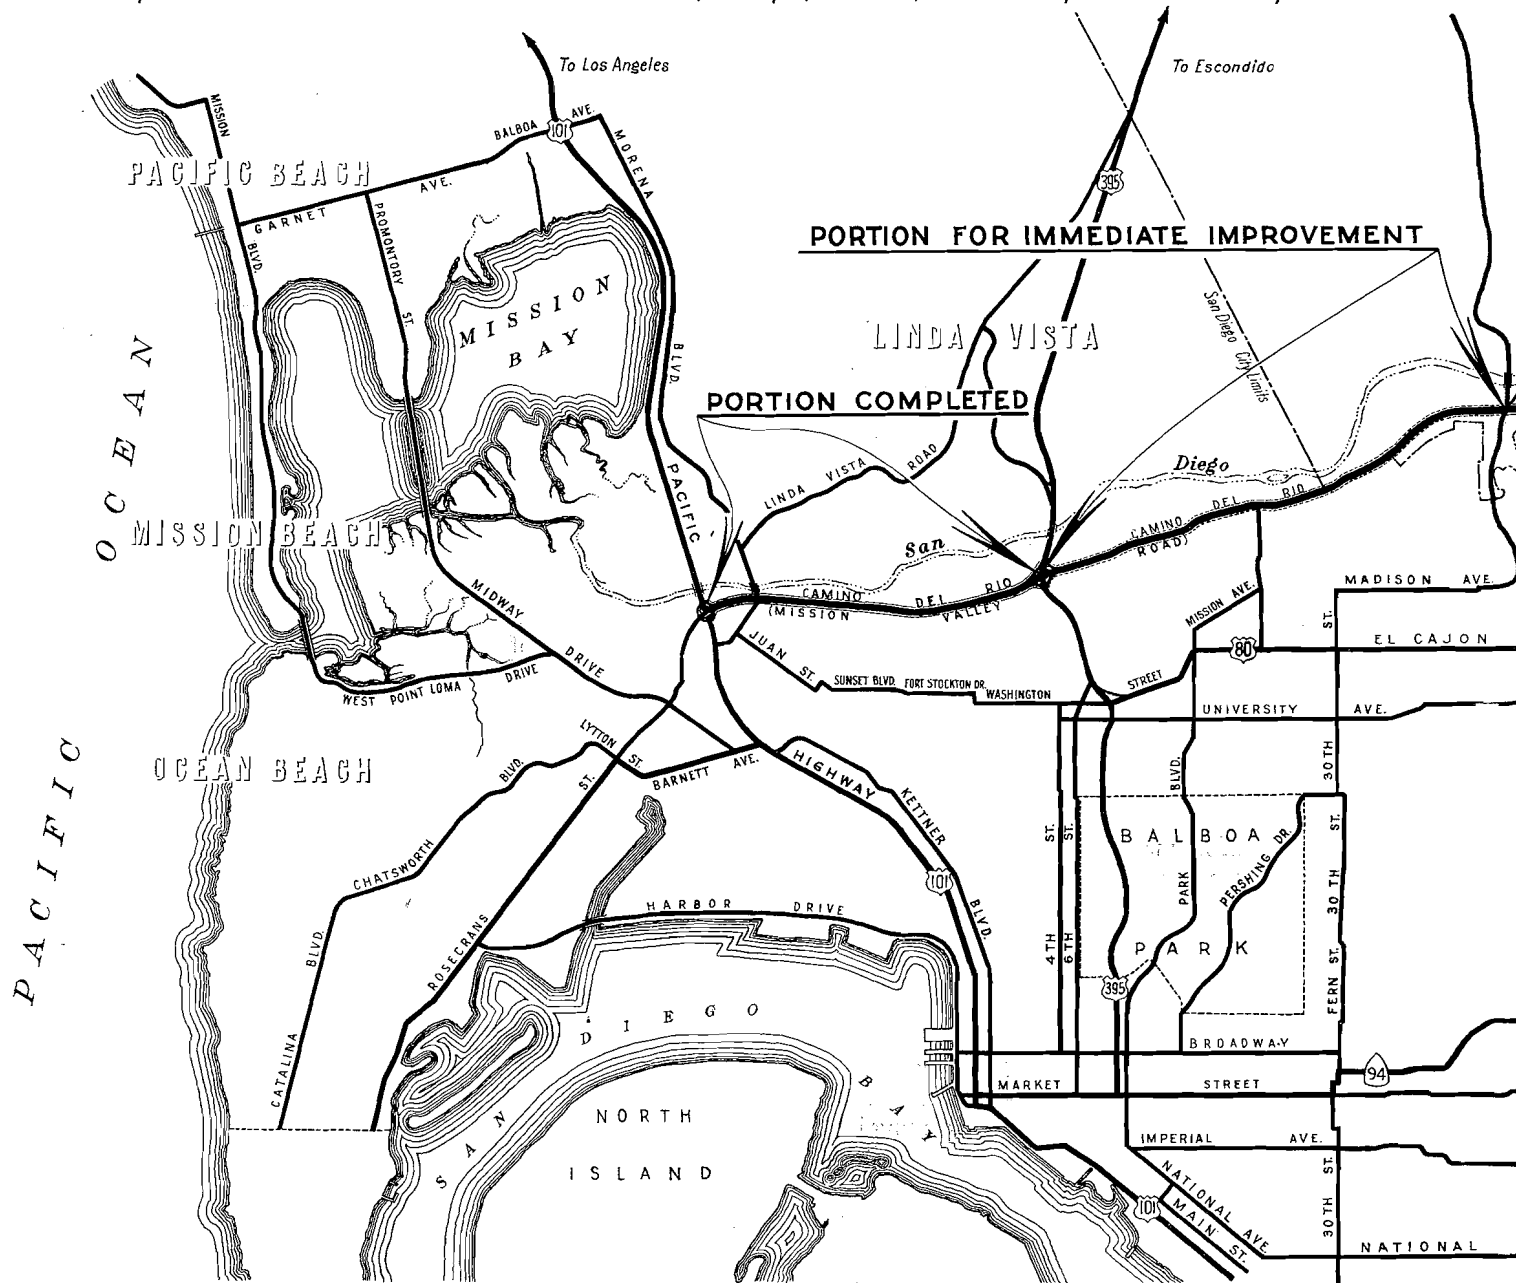 To Los Angeles
To Escondido
MISSION
BLVD.
BALBOA AVE.
101
MORENA
BLVD.
PACIFIC BEACH
GARNET AVE.
PROMONTORY ST.
395
PORTION FOR IMMEDIATE IMPROVEMENT
MISSION
BAY
San Diego City Limits
LINDA VISTA
PORTION COMPLETED
PACIFIC OCEAN
LINDA VISTA ROAD
PACIFIC
San Diego
CAMINO DEL RIO
(MISSION VALLEY
CAMINO DEL RIO
ROAD)
MISSION BEACH
MIDWAY DRIVE
MISSION AVE.
MADISON AVE.
ST.
80
EL CAJON
JUAN ST.
SUNSET BLVD.
FORT STOCKTON DR.
WASHINGTON
STREET
WEST POINT LOMA DRIVE
UNIVERSITY AVE.
OCEAN BEACH
LYTTON ST.
BARNETT AVE.
HIGHWAY
KETTNER
BLVD.
101
30TH
BLVD.
PARK
BALBOA
PARK
PERSHING DR.
ST.
ST.
4TH
6TH
ST.
30TH
FERN ST.
CHATSWORTH BLVD.
ROSECRANS ST.
HARBOR DRIVE
CATALINA BLVD.
395
SAN DIEGO BAY
BROADWAY
94
MARKET STREET
NORTH
ISLAND
IMPERIAL AVE.
30TH ST.
NATIONAL AVE.
MAIN ST.
101
NATIONAL